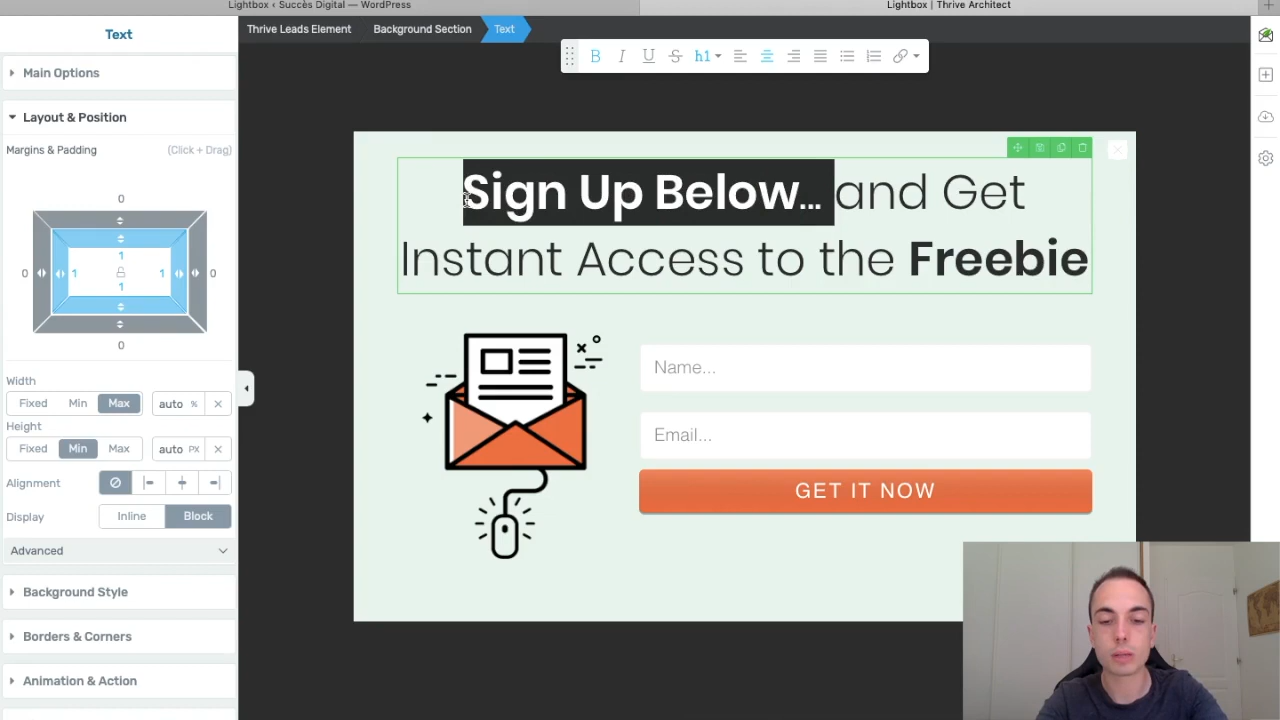 Lightbox ‹ Succès Digital — WordPress
Lightbox | Thrive Architect
Text
Thrive Leads Element
Background Section
Text
B I U S h1
Main Options
Layout & Position
Margins & Padding
(Click + Drag)
0
1
0 1 1 0
1
0
Width
Fixed Min Max auto %
Height
Fixed Min Max auto PX
Alignment
Display
Inline Block
Advanced
Background Style
Borders & Corners
Animation & Action
Sign Up Below... and Get
Instant Access to the Freebie
Name...
Email...
GET IT NOW